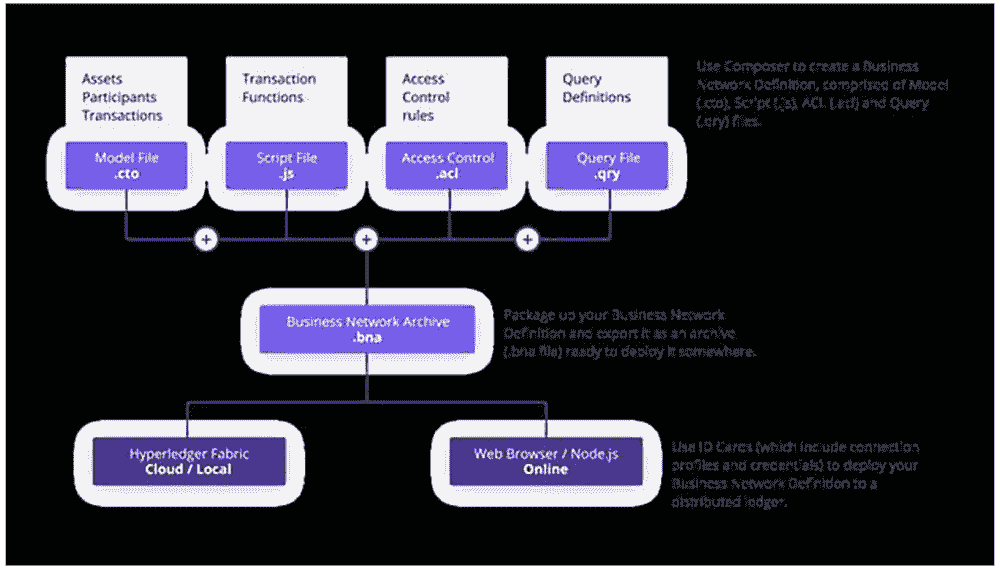 Assets
Participants
Transactions
Transaction
Functions
Access
Control
rules
Query
Definitions
Use Composer to create a Business
Network Definition, comprised of Model
(.cto), Script (.js), ACL (.acl) and Query
(.qry) files.
Model File
.cto
Script File
.js
Access Control
.acl
Query File
.qry
+
+
+
Business Network Archive
.bna
Package up your Business Network
Definition and export it as an archive
(.bna file) ready to deploy it somewhere.
Hyperledger Fabric
Cloud / Local
Web Browser / Node.js
Online
Use ID Cards (which include connection
profiles and credentials) to deploy your
Business Network Definition to a
distributed ledger.